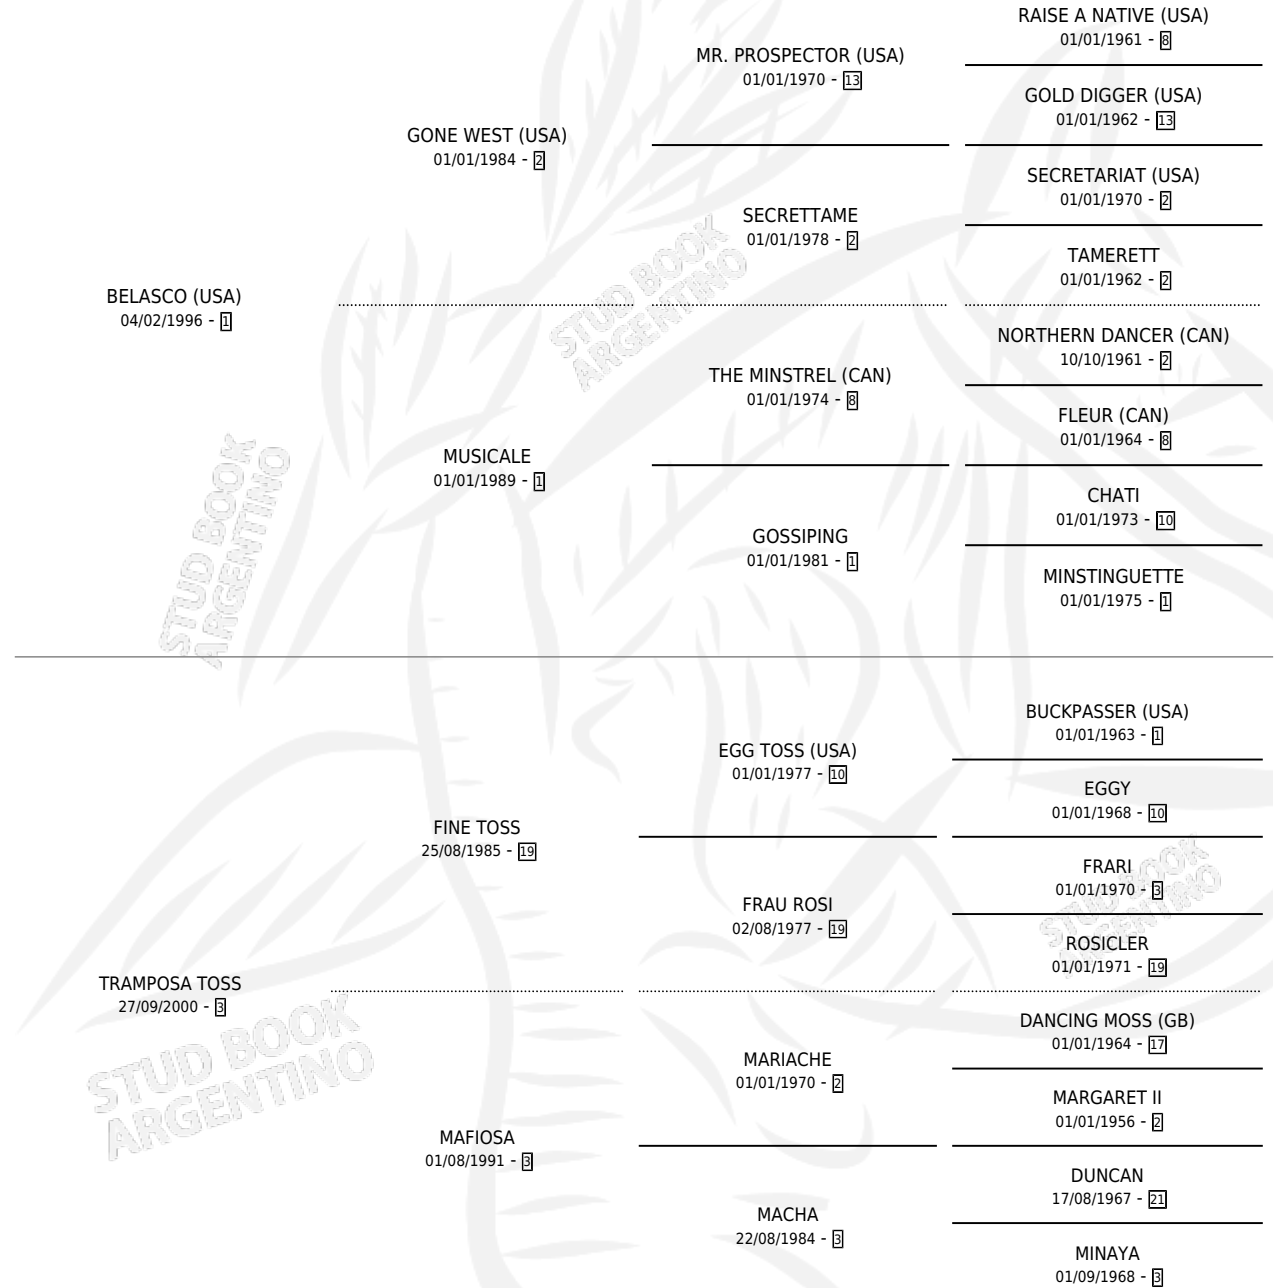 RAISE A NATIVE (USA)
01/01/1961 - 8
MR. PROSPECTOR (USA)
01/01/1970 - 13
GOLD DIGGER (USA)
01/01/1962 - 13
GONE WEST (USA)
01/01/1984 - 2
SECRETARIAT (USA)
01/01/1970 - 2
SECRETTAME
01/01/1978 - 2
TAMERETT
01/01/1962 - 2
BELASCO (USA)
04/02/1996 - 1
NORTHERN DANCER (CAN)
10/10/1961 - 2
THE MINSTREL (CAN)
01/01/1974 - 8
FLEUR (CAN)
01/01/1964 - 8
MUSICALE
01/01/1989 - 1
CHATI
01/01/1973 - 10
GOSSIPING
01/01/1981 - 1
MINSTINGUETTE
01/01/1975 - 1
STUD BOOK
ARGENTINO
STUD BOOK
ARGENTINO
BUCKPASSER (USA)
01/01/1963 - 1
EGG TOSS (USA)
01/01/1977 - 10
EGGY
01/01/1968 - 10
FINE TOSS
25/08/1985 - 19
FRARI
01/01/1970 - 3
FRAU ROSI
02/08/1977 - 19
ROSICLER
01/01/1971 - 19
STUD BOOK
ARGENTINO
TRAMPOSA TOSS
27/09/2000 - 3
DANCING MOSS (GB)
01/01/1964 - 17
MARIACHE
01/01/1970 - 2
MARGARET II
01/01/1956 - 2
STUD BOOK
ARGENTINO
MAFIOSA
01/08/1991 - 3
DUNCAN
17/08/1967 - 21
MACHA
22/08/1984 - 3
MINAYA
01/09/1968 - 3